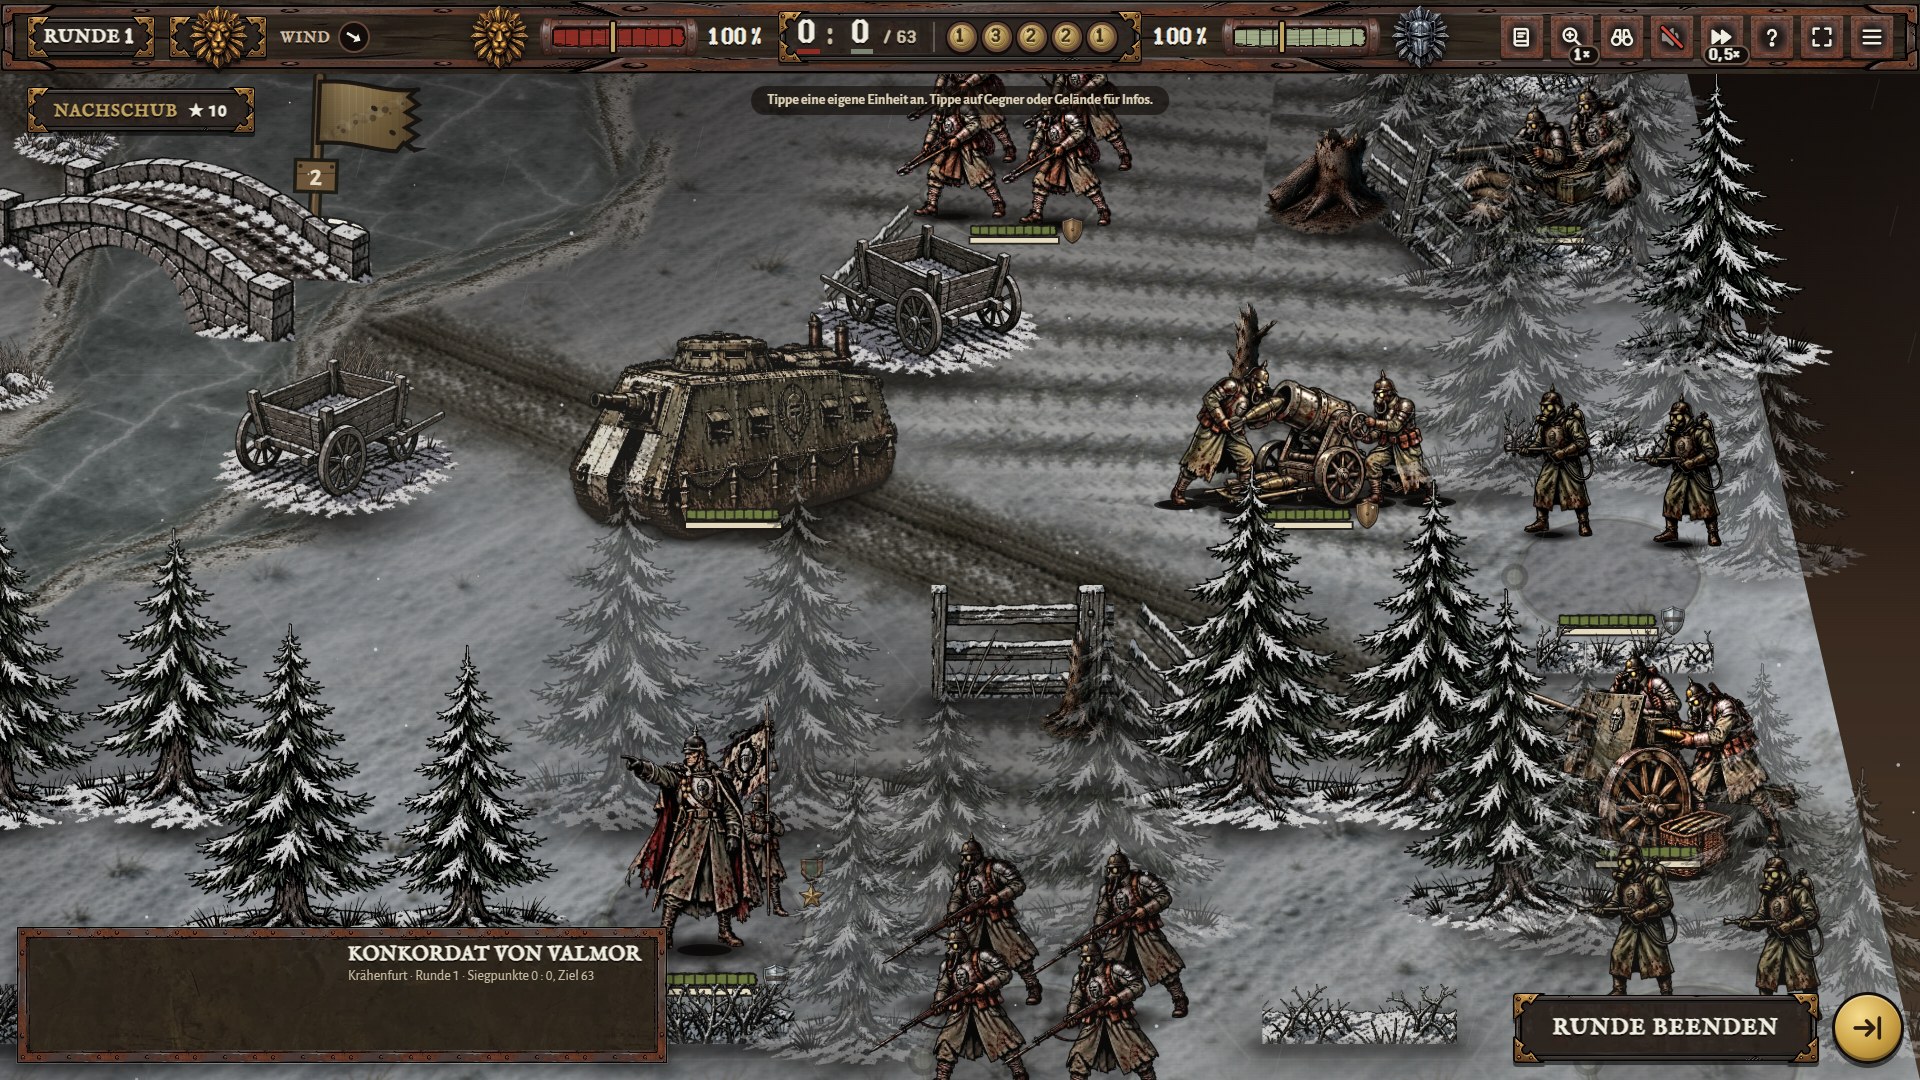 RUNDE 1
WIND
100 %
0 : 0 / 63
1 3 2 2 1
100 %
1×
0,5×
?
NACHSCHUB ★ 10
Tippe eine eigene Einheit an. Tippe auf Gegner oder Gelände für Infos.
2
KONKORDAT VON VALMOR
Krähenfurt · Runde 1 · Siegpunkte 0 : 0, Ziel 63
RUNDE BEENDEN